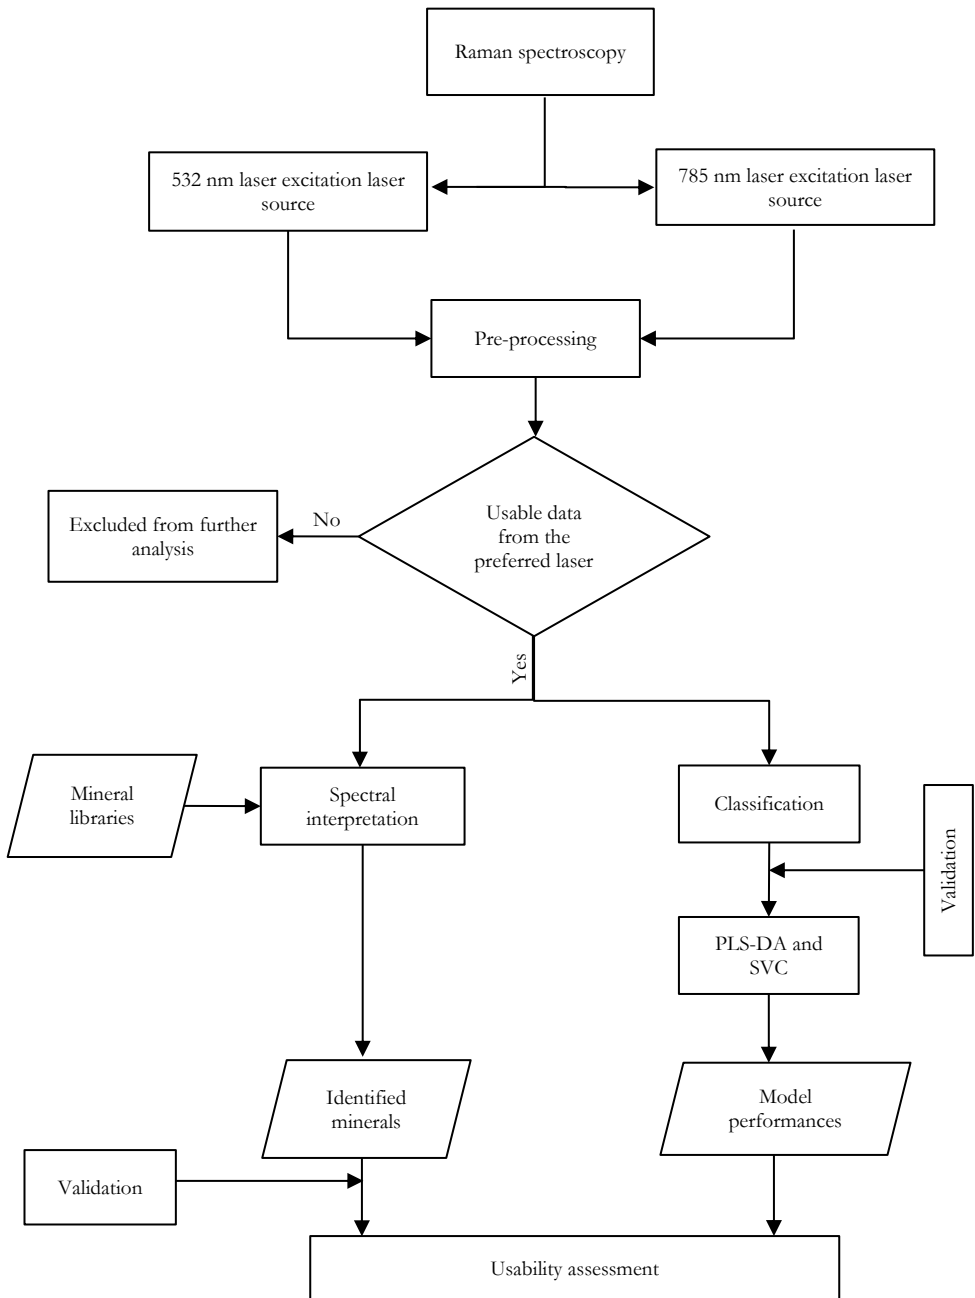 Raman spectroscopy
532 nm laser excitation laser
source
785 nm laser excitation laser
source
Pre-processing
Usable data
from the
preferred laser
No
Excluded from further
analysis
Yes
Mineral
libraries
Spectral
interpretation
Classification
Validation
PLS-DA and
SVC
Identified
minerals
Model
performances
Validation
Usability assessment